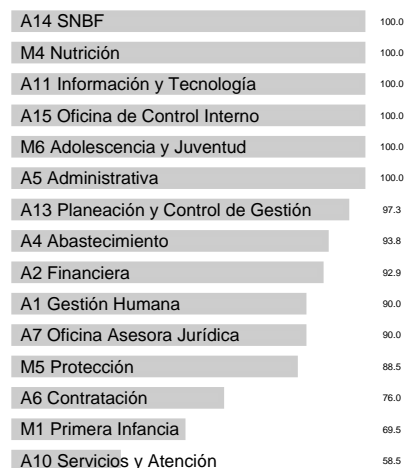 A14 SNBF 100.0
M4 Nutrición 100.0
A11 Información y Tecnología 100.0
A15 Oficina de Control Interno 100.0
M6 Adolescencia y Juventud 100.0
A5 Administrativa 100.0
A13 Planeación y Control de Gestión 97.3
A4 Abastecimiento 93.8
A2 Financiera 92.9
A1 Gestión Humana 90.0
A7 Oficina Asesora Jurídica 90.0
M5 Protección 88.5
A6 Contratación 76.0
M1 Primera Infancia 69.5
A10 Servicios y Atención 58.5